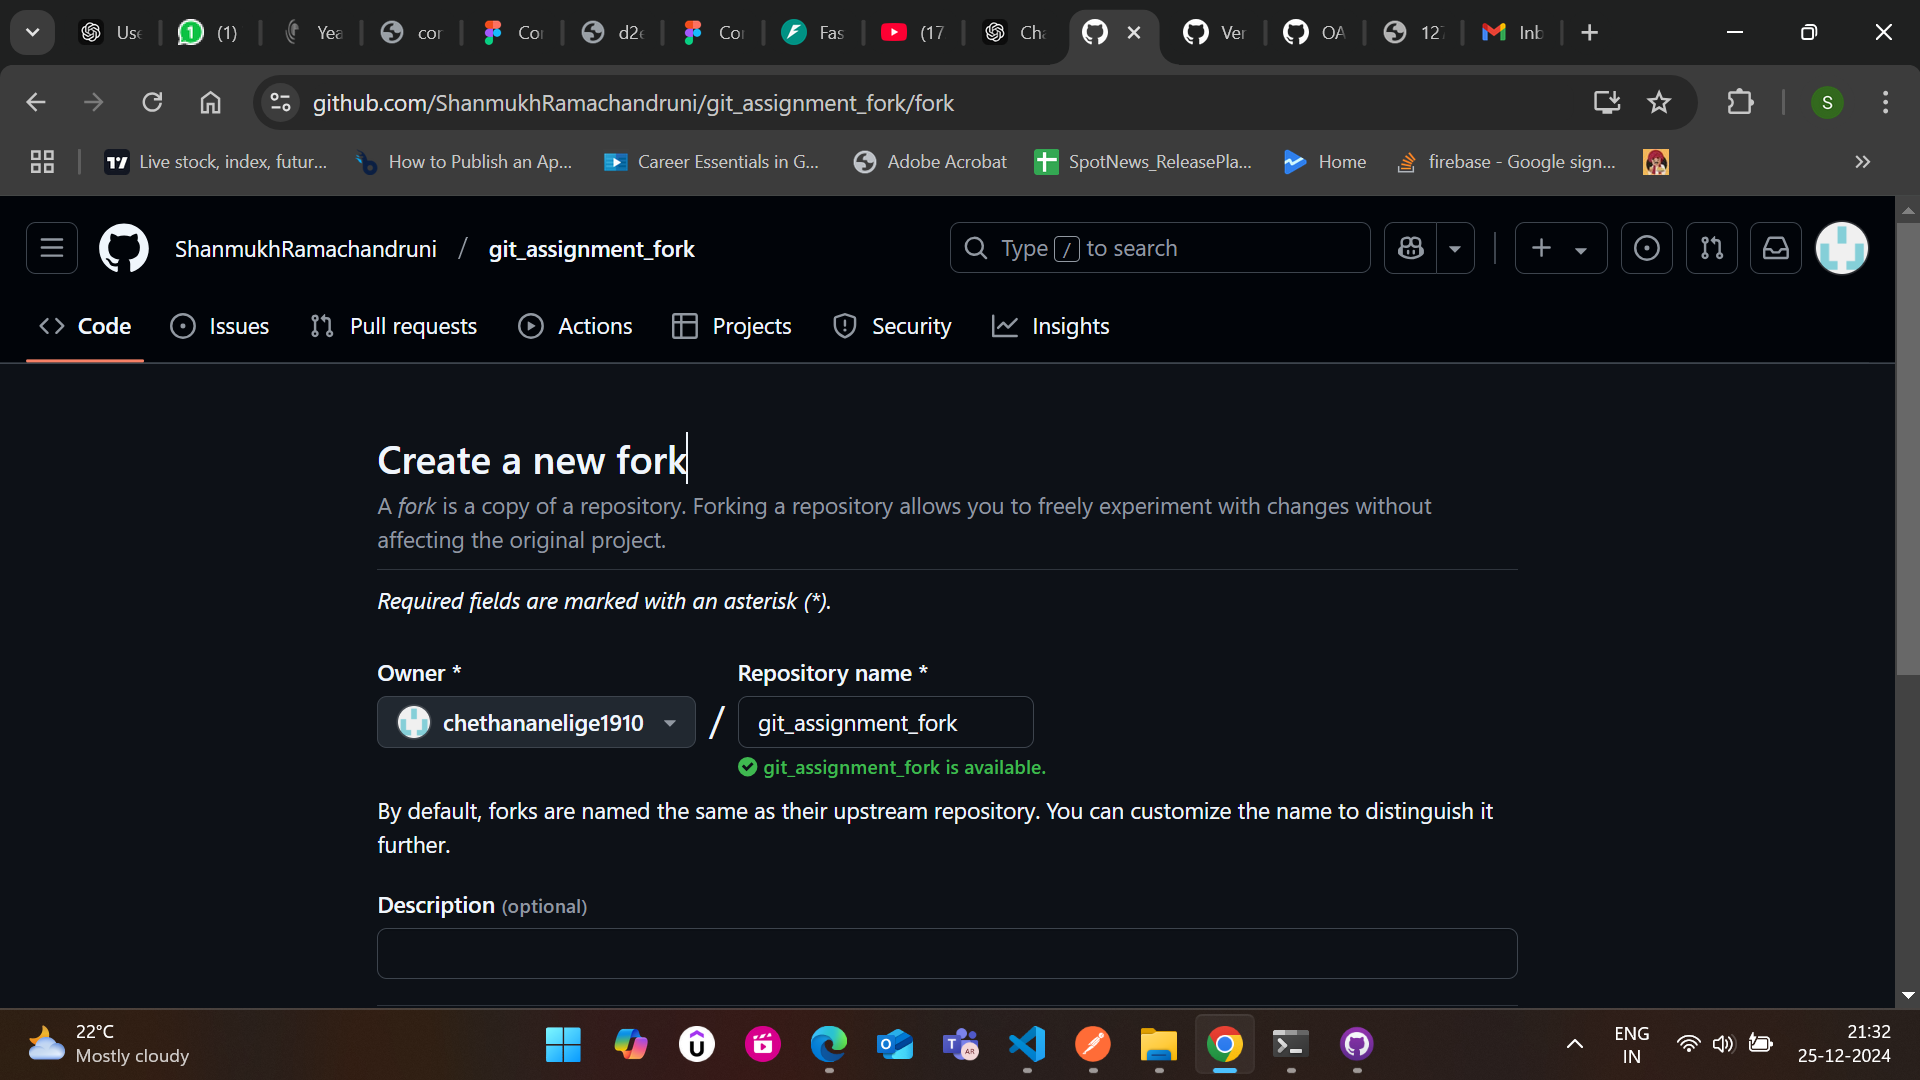 Use
(1)
Yea
cor
Cor
d2e
Cor
Fas
(17
Cha
Ver
OA
127
Inb
github.com/ShanmukhRamachandruni/git_assignment_fork/fork
S
Live stock, index, futur...
How to Publish an Ap...
Career Essentials in G...
Adobe Acrobat
SpotNews_ReleasePla...
Home
firebase - Google sign...
ShanmukhRamachandruni / git_assignment_fork
Type / to search
Code
Issues
Pull requests
Actions
Projects
Security
Insights
Create a new fork
A fork is a copy of a repository. Forking a repository allows you to freely experiment with changes without
affecting the original project.
Required fields are marked with an asterisk (*).
Owner *
Repository name *
chethananelige1910
/
git_assignment_fork
git_assignment_fork is available.
By default, forks are named the same as their upstream repository. You can customize the name to distinguish it
further.
Description (optional)
22°C
Mostly cloudy
ENG
IN
21:32
25-12-2024